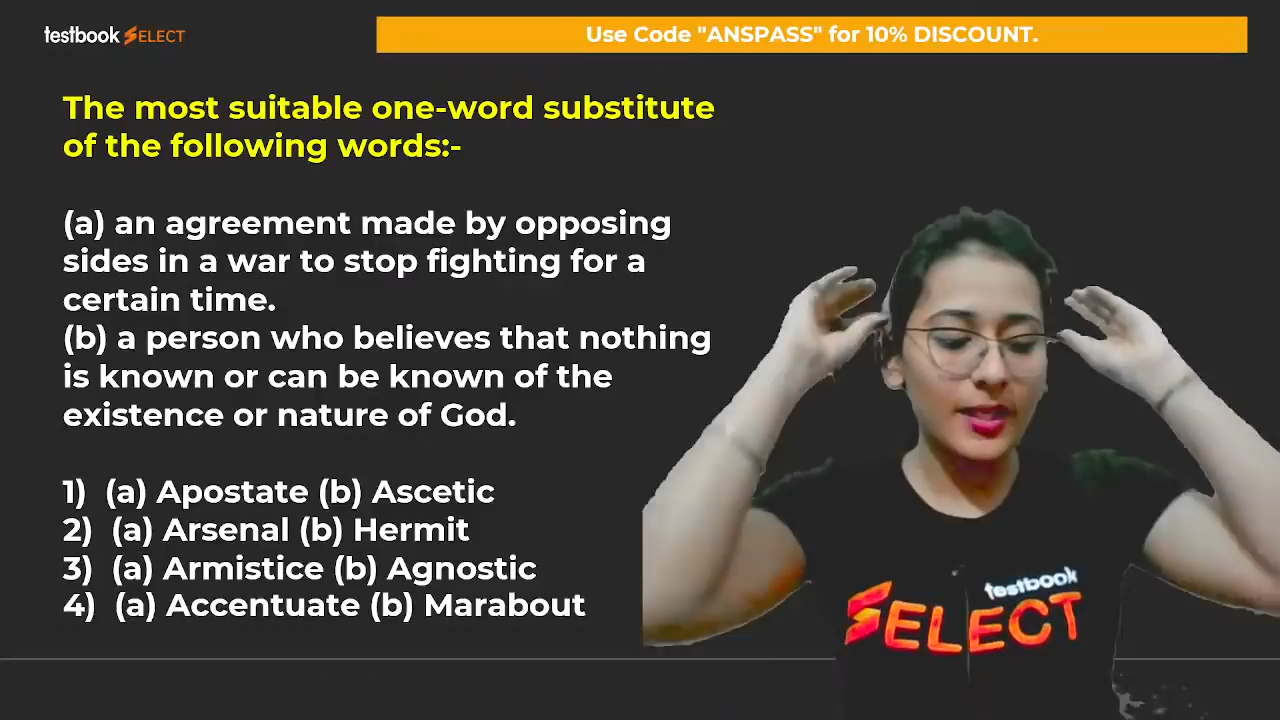 testbook SELECT
Use Code "ANSPASS" for 10% DISCOUNT.
The most suitable one-word substitute
of the following words:-
(a) an agreement made by opposing
sides in a war to stop fighting for a
certain time.
(b) a person who believes that nothing
is known or can be known of the
existence or nature of God.
1) (a) Apostate (b) Ascetic
2) (a) Arsenal (b) Hermit
3) (a) Armistice (b) Agnostic
4) (a) Accentuate (b) Marabout
testbook
SELECT